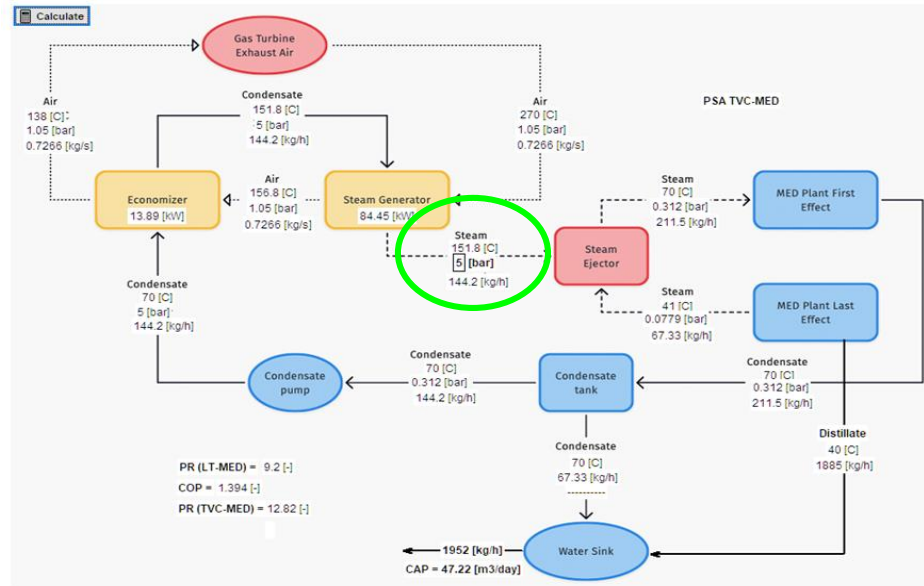 Calculate
Gas Turbine
Exhaust Air
Condensate
151.8 [C]
5 [bar]
144.2 [kg/h]
Air
138 [C]
1.05 [bar]
0.7266 [kg/s]
Air
270 [C]
1.05 [bar]
0.7266 [kg/s]
PSA TVC-MED
Economizer
13.89 [kW]
Air
156.8 [C]
1.05 [bar]
0.7266 [kg/s]
Steam Generator
84.45 [kW]
Steam
151.8 [C]
5 [bar]
144.2 [kg/h]
Steam
Ejector
Steam
70 [C]
0.312 [bar]
211.5 [kg/h]
MED Plant First
Effect
Steam
41 [C]
0.0779 [bar]
67.33 [kg/h]
MED Plant Last
Effect
Condensate
70 [C]
5 [bar]
144.2 [kg/h]
Condensate
pump
Condensate
70 [C]
0.312 [bar]
144.2 [kg/h]
Condensate
tank
Condensate
70 [C]
0.312 [bar]
211.5 [kg/h]
Distillate
40 [C]
1885 [kg/h]
Condensate
70 [C]
67.33 [kg/h]
----------
PR (LT-MED) = 9.2 [-]
COP = 1.394 [-]
PR (TVC-MED) = 12.82 [-]
1952 [kg/h]
CAP = 47.22 [m3/day]
Water Sink